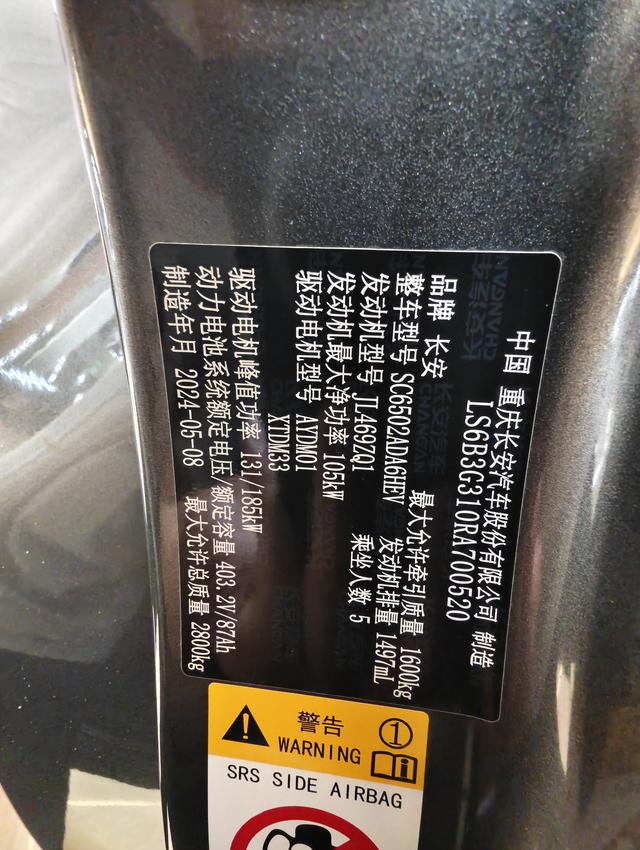 中国 重庆长安汽车股份有限公司 制造
LS6B3G310RA700520
品牌 长安 最大允许牵引质量 1600kg
整车型号 SC6502ADA6HEV 发动机排量 1497mL
发动机型号 JL469ZQ1 乘坐人数 5
发动机最大净功率 105kW
驱动电机型号 AYDM01
XTDM33
驱动电机峰值功率 131/185kW
动力电池系统额定电压/额定容量 403.2V/87Ah
制造年月 2024-05-08 最大允许总质量 2800kg
警告 1
WARNING
SRS SIDE AIRBAG